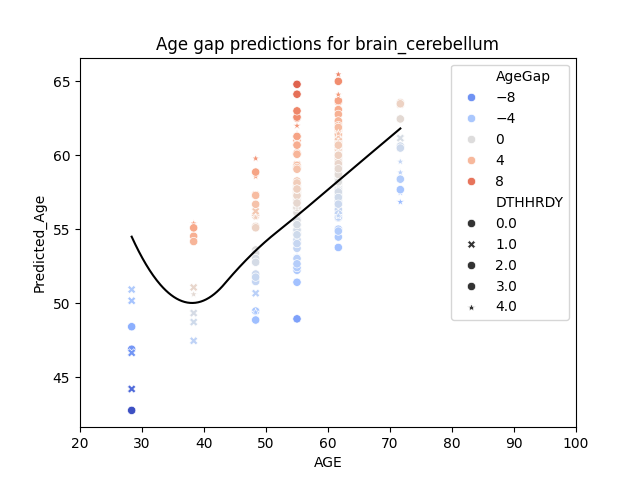 Age gap predictions for brain_cerebellum
Predicted_Age
65
60
55
50
45
20 30 40 50 60 70 80 90 100
AGE
AgeGap
−8
−4
0
4
8
DTHHRDY
0.0
1.0
2.0
3.0
4.0